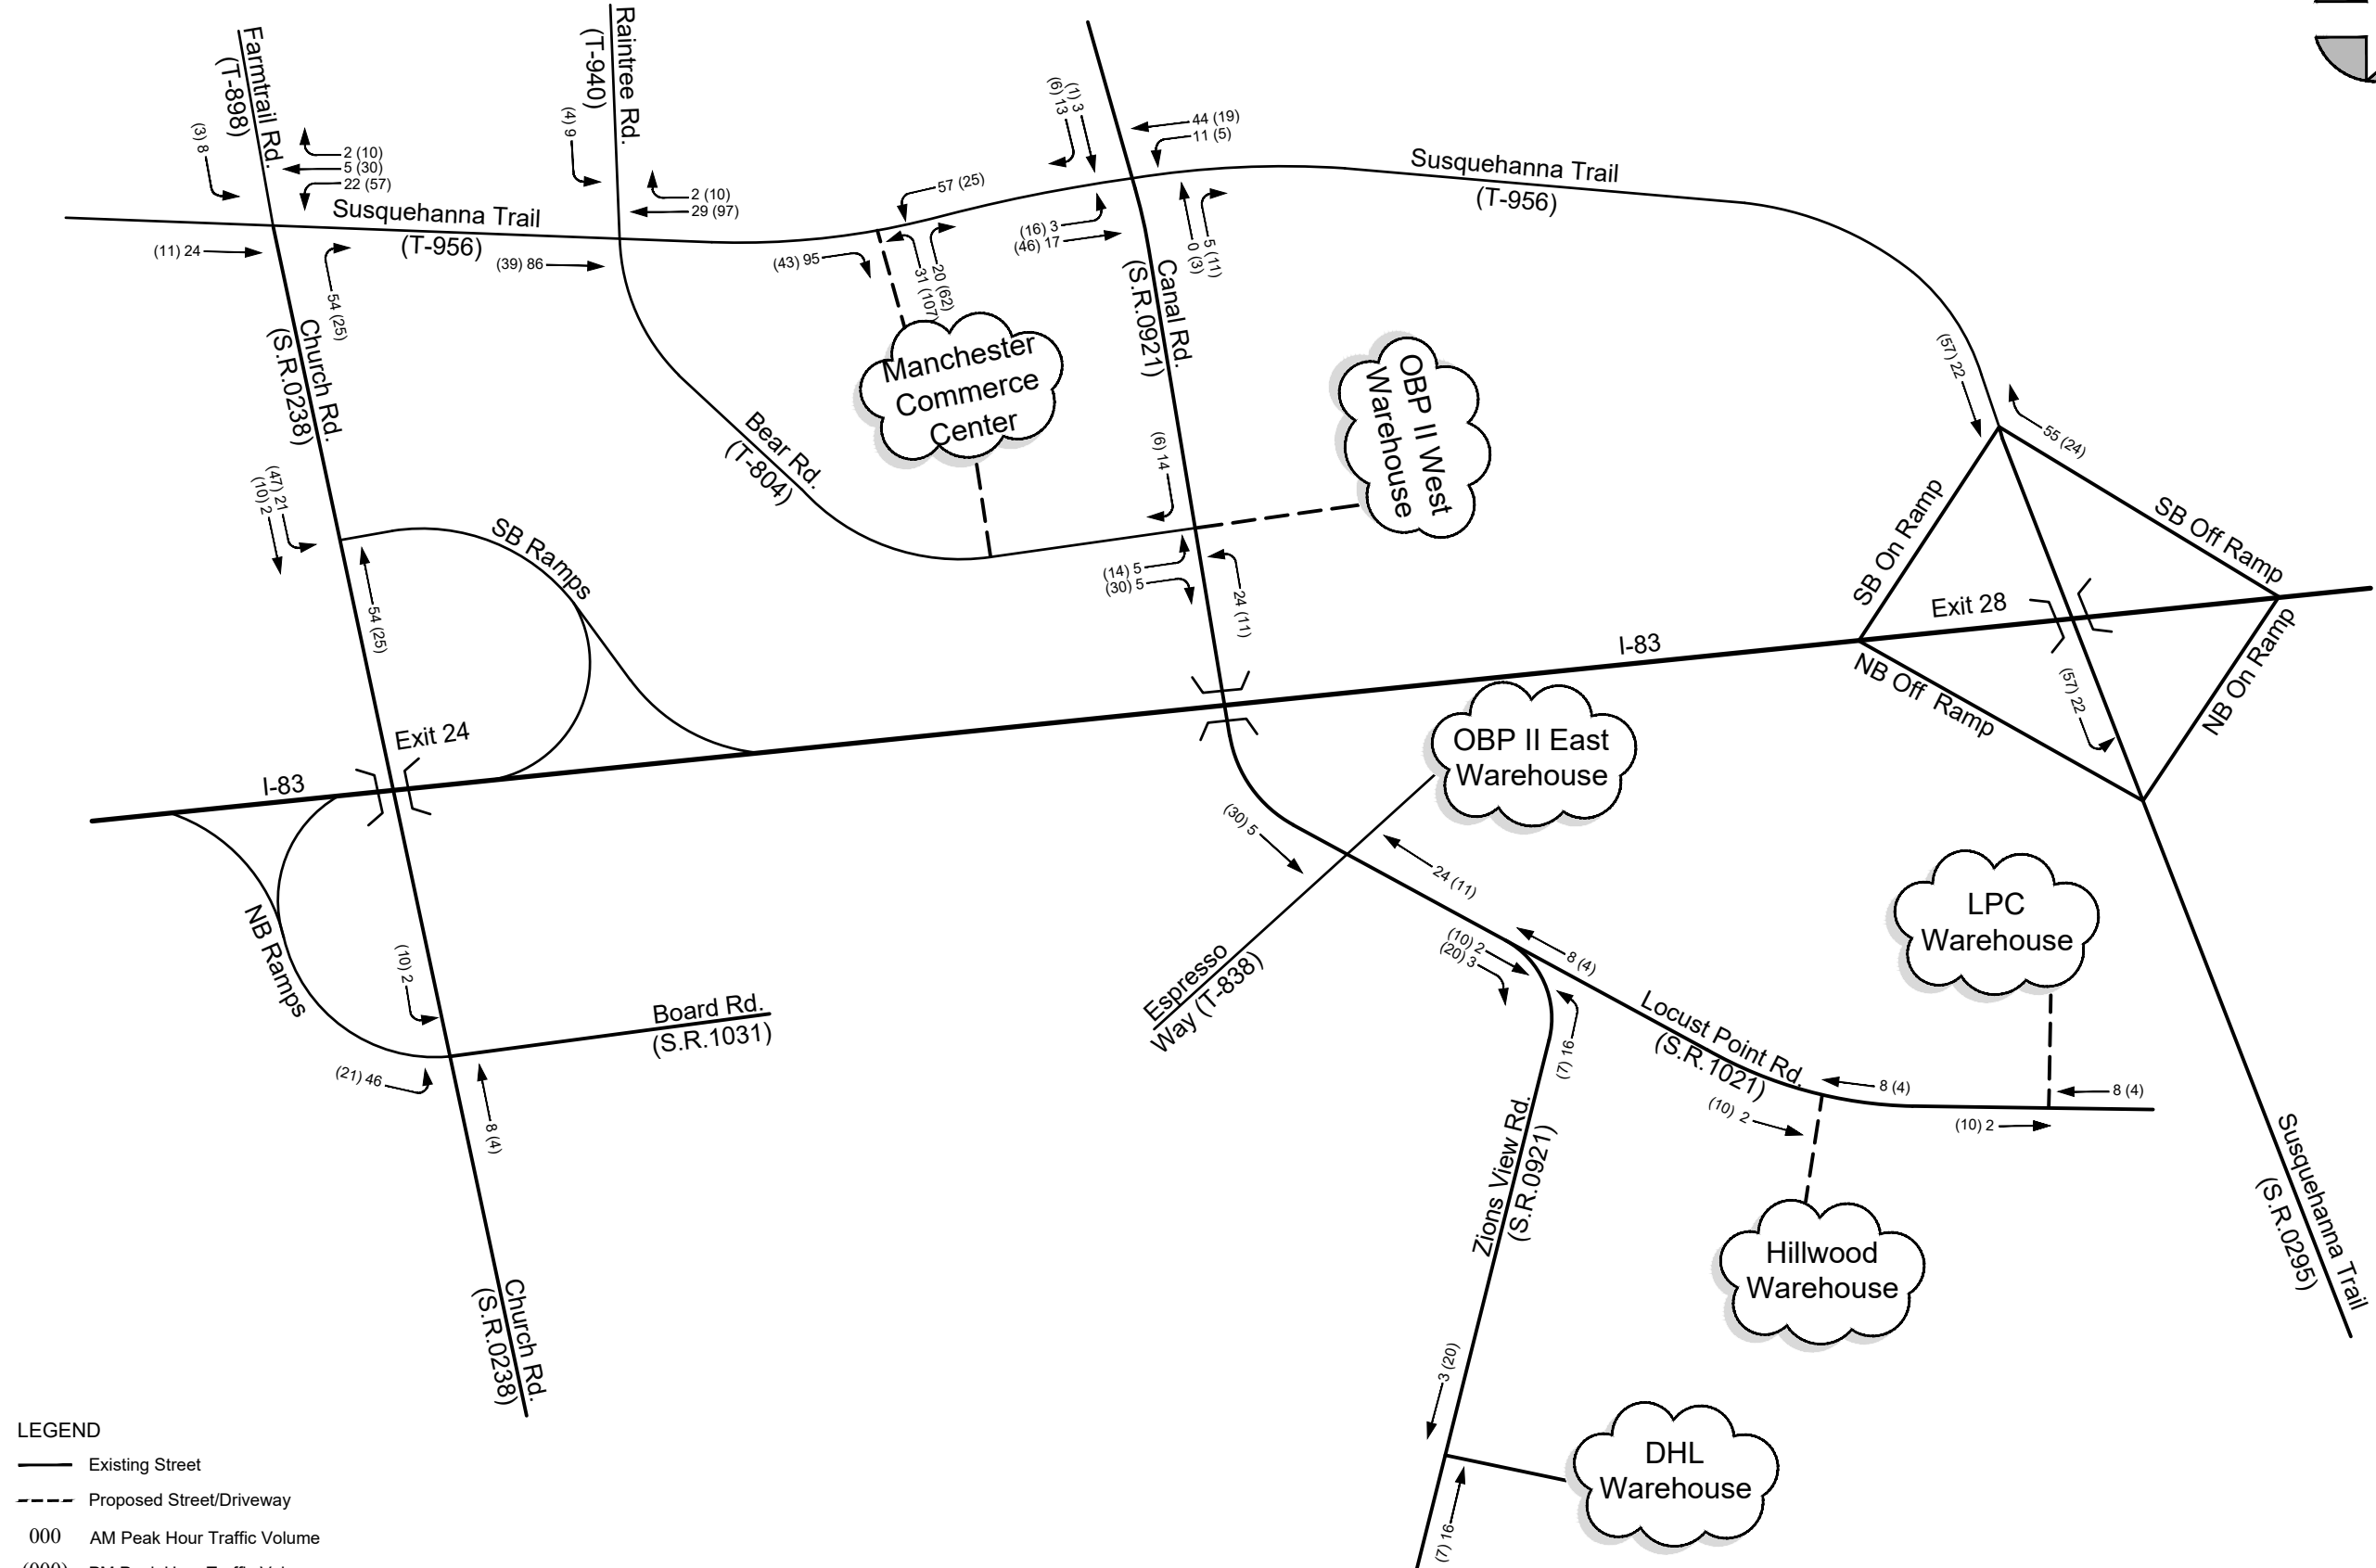 Farmtrail Rd.
(T-898)
(3) 8
2 (10)
5 (30)
22 (57)
Raintree Rd.
(T-940)
(4) 9
2 (10)
29 (97)
(1) 3
(6) 13
44 (19)
11 (5)
57 (25)
Susquehanna Trail
(T-956)
(11) 24
(39) 86
(43) 95
(16) 3
(46) 17
31 (107)
20 (62)
0 (3)
5 (11)
Susquehanna Trail
(T-956)
54 (25)
Church Rd.
(S.R.0238)
Canal Rd.
(S.R.0921)
Manchester
Commerce
Center
OBP II West
Warehouse
(57) 22
55 (24)
Bear Rd.
(T-804)
(6) 14
(47) 21
(10) 2
SB Ramps
54 (25)
(14) 5
(30) 5
24 (11)
SB On Ramp
SB Off Ramp
Exit 28
I-83
NB Off Ramp
(57) 22
NB On Ramp
Exit 24
I-83
OBP II East
Warehouse
(30) 5
24 (11)
NB Ramps
(10) 2
Board Rd.
(S.R.1031)
(21) 46
8 (4)
Espresso
Way (T-838)
(10) 2
(20) 3
8 (4)
(7) 16
Locust Point Rd.
(S.R.1021)
LPC
Warehouse
8 (4)
8 (4)
(10) 2
(10) 2
Zions View Rd.
(S.R.0921)
Hillwood
Warehouse
Susquehanna Trail
(S.R.0295)
Church Rd.
(S.R.0238)
3 (20)
DHL
Warehouse
(7) 16
LEGEND
Existing Street
Proposed Street/Driveway
000 AM Peak Hour Traffic Volume